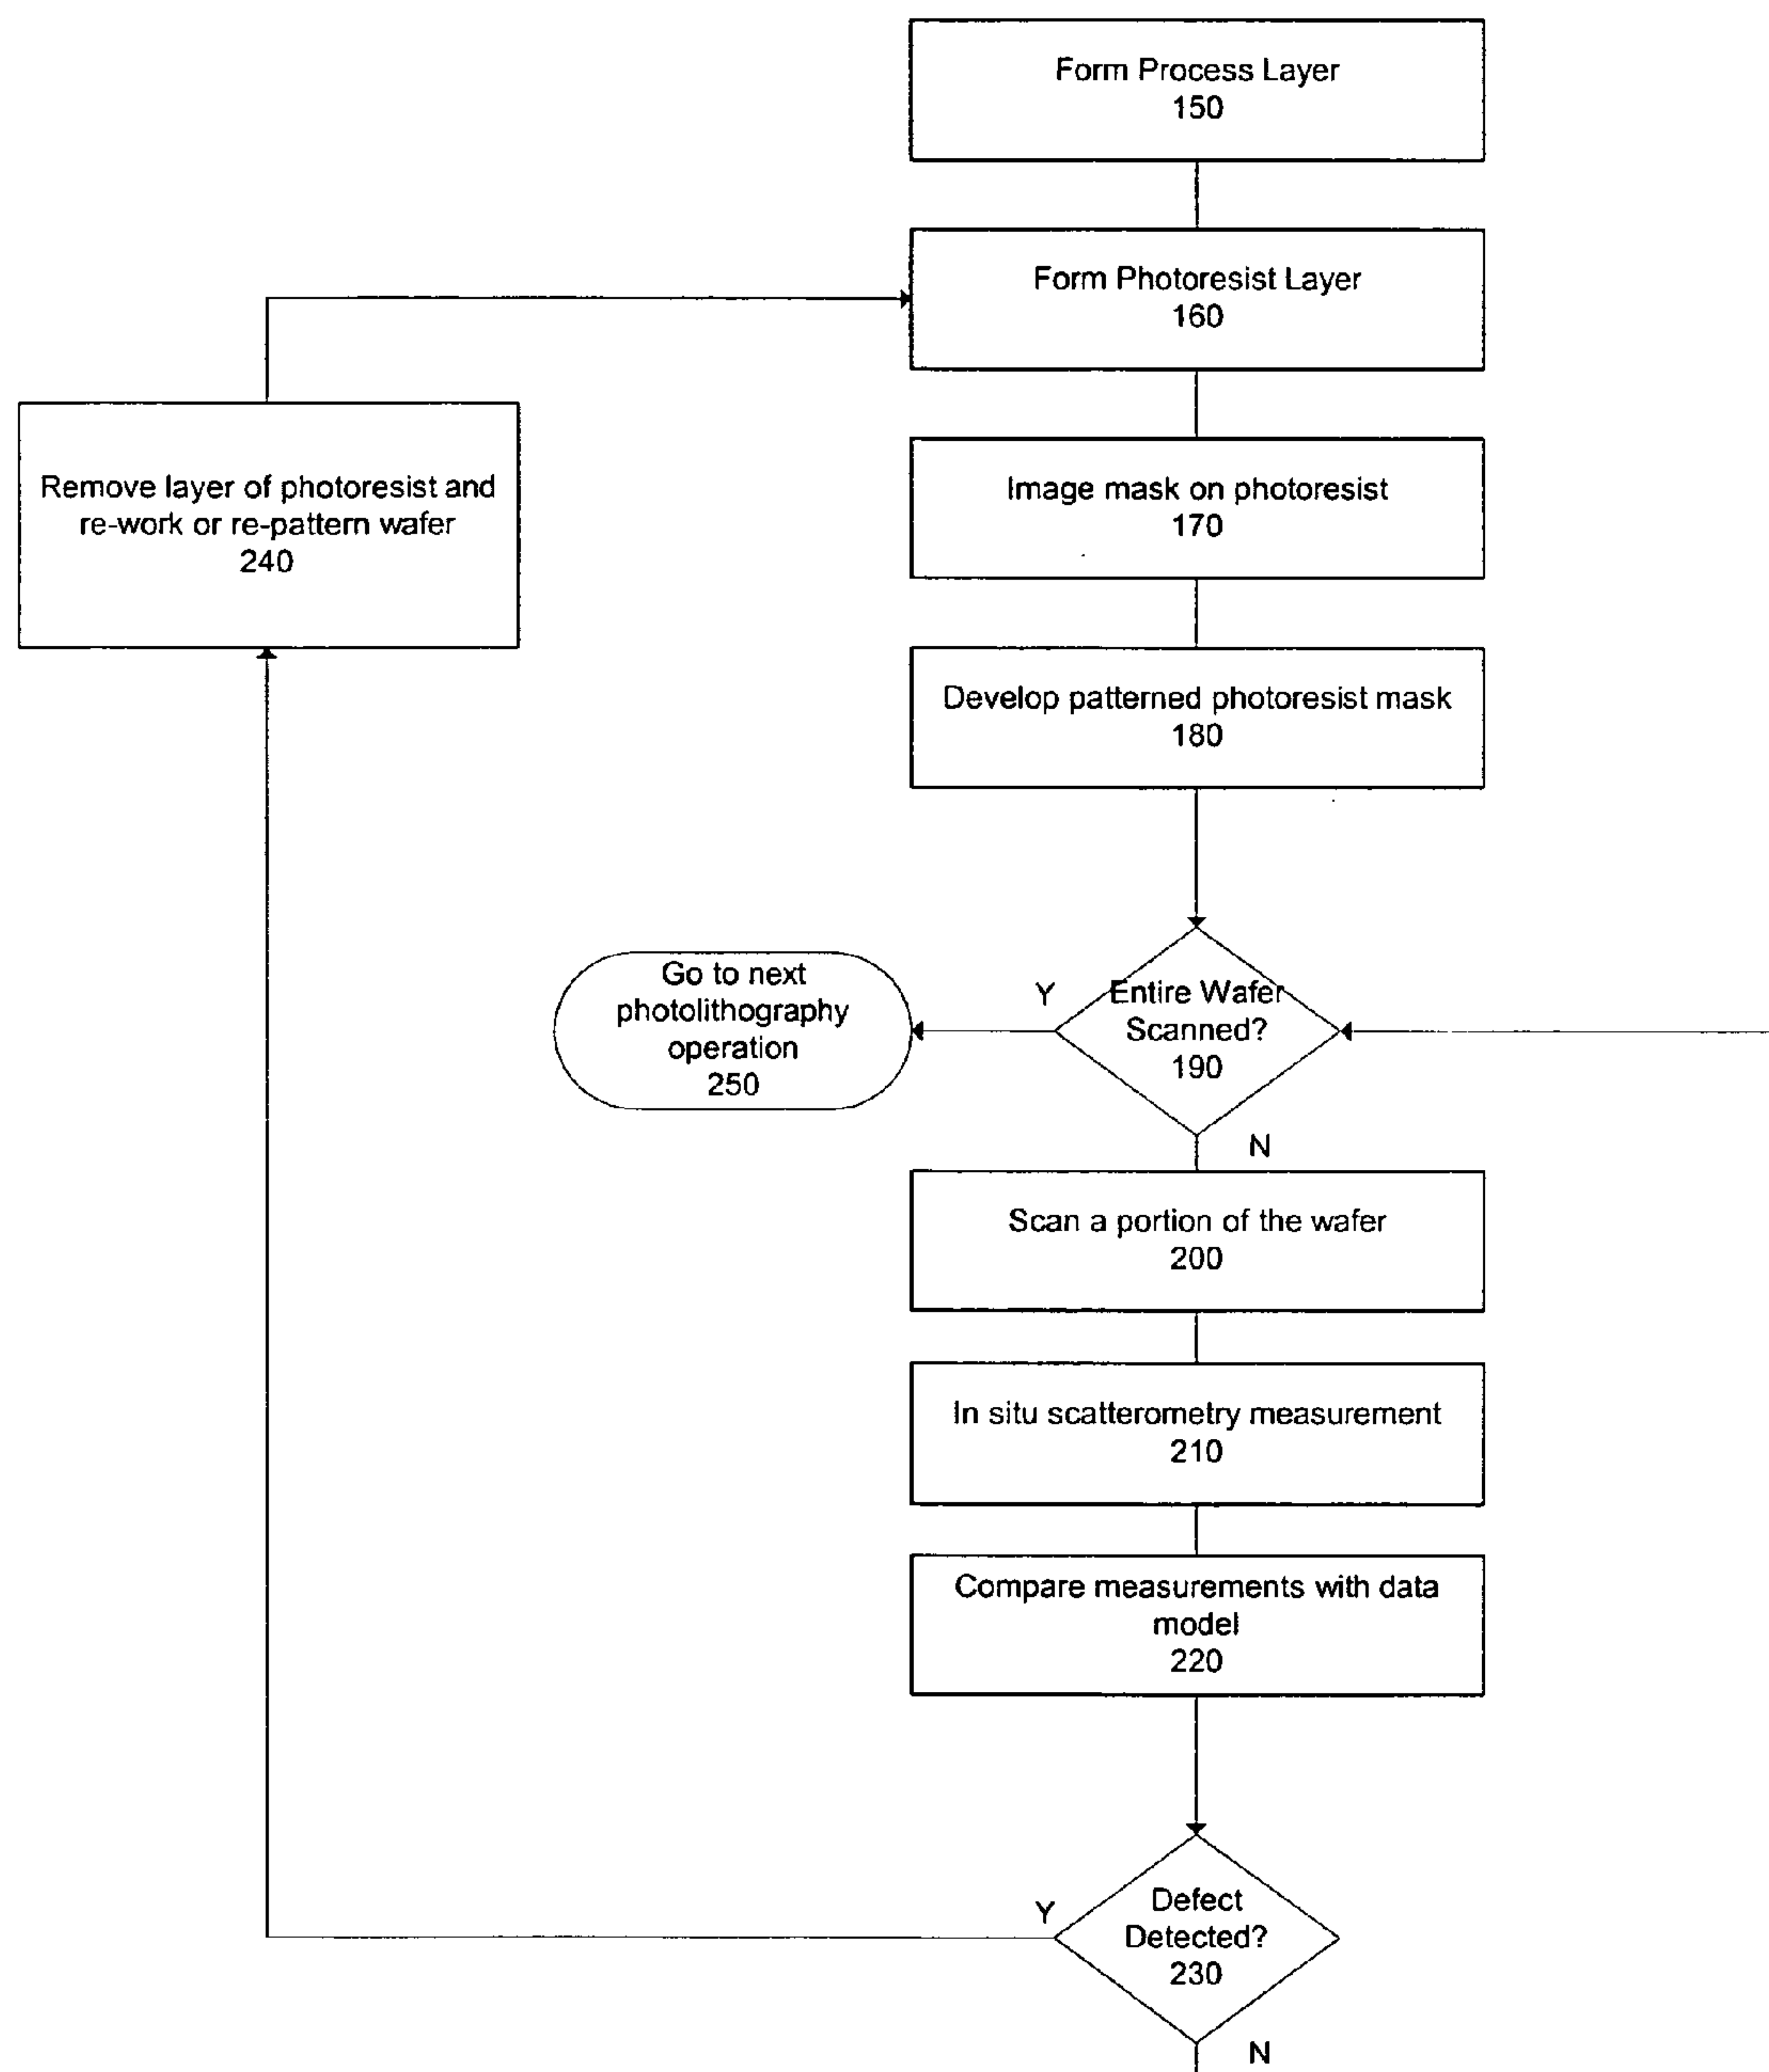 Form Process Layer
150
Form Photoresist Layer
160
Remove layer of photoresist and
re-work or re-pattern wafer
240
Image mask on photoresist
170
Develop patterned photoresist mask
180
Go to next
photolithography
operation
250
Y
Entire Wafer
Scanned?
190
N
Scan a portion of the wafer
200
In situ scatterometry measurement
210
Compare measurements with data
model
220
Y
Defect
Detected?
230
N